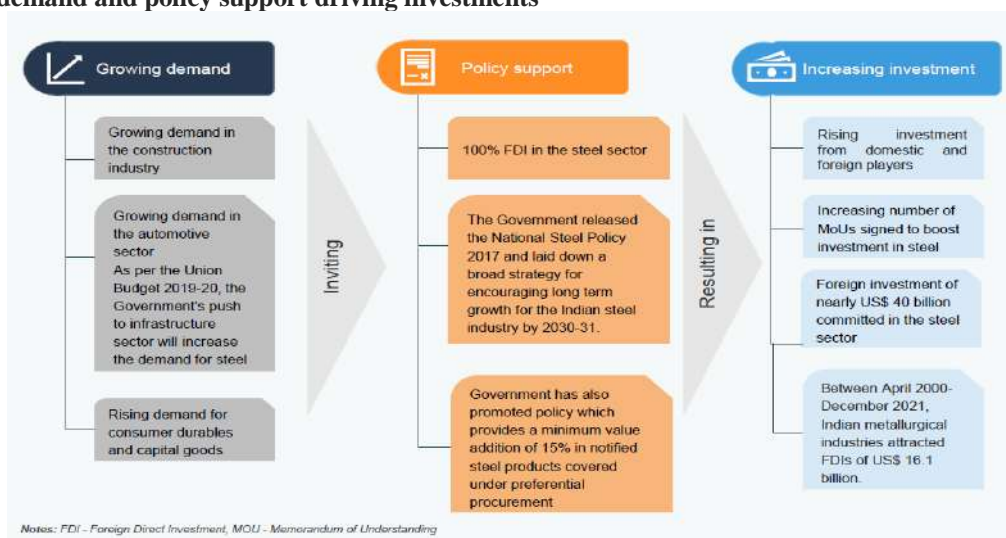 demand and policy support driving investments
Growing demand
Growing demand in
the construction
industry
Growing demand in
the automotive
sector
As per the Union
Budget 2019-20, the
Government's push
to infrastructure
sector will increase
the demand for steel
Rising demand for
consumer durables
and capital goods
Inviting
Policy support
100% FDI in the steel sector
The Government released
the National Steel Policy
2017 and laid down a
broad strategy for
encouraging long term
growth for the Indian steel
industry by 2030-31.
Government has also
promoted policy which
provides a minimum value
addition of 15% in notified
steel products covered
under preferential
procurement
Resulting in
Increasing investment
Rising investment
from domestic and
foreign players
Increasing number of
MoUs signed to boost
investment in steel
Foreign investment of
nearly US$ 40 billion
committed in the steel
sector
Between April 2000-
December 2021,
Indian metallurgical
industries attracted
FDIs of US$ 16.1
billion.
Notes: FDI - Foreign Direct Investment, MOU - Memorandum of Understanding